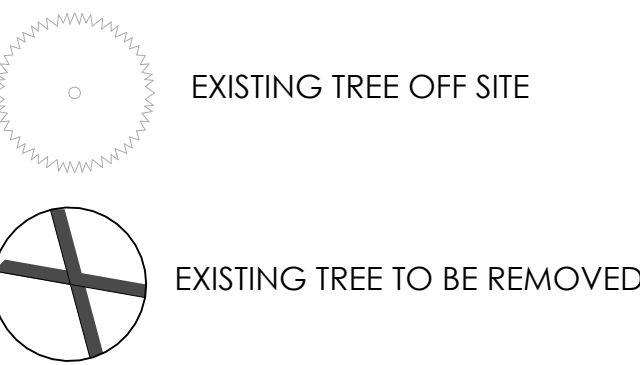 EXISTING TREE OFF SITE
EXISTING TREE TO BE REMOVED